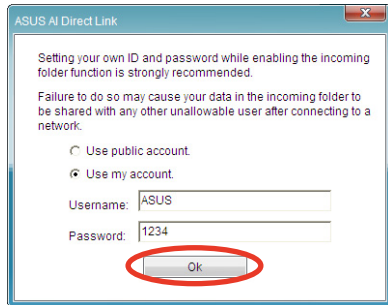 ASUS AI Direct Link
Setting your own ID and password while enabling the incoming
folder function is strongly recommended.
Failure to do so may cause your data in the incoming folder to
be shared with any other unallowable user after connecting to a
network.
Use public account.
Use my account.
Username: ASUS
Password: 1234
Ok